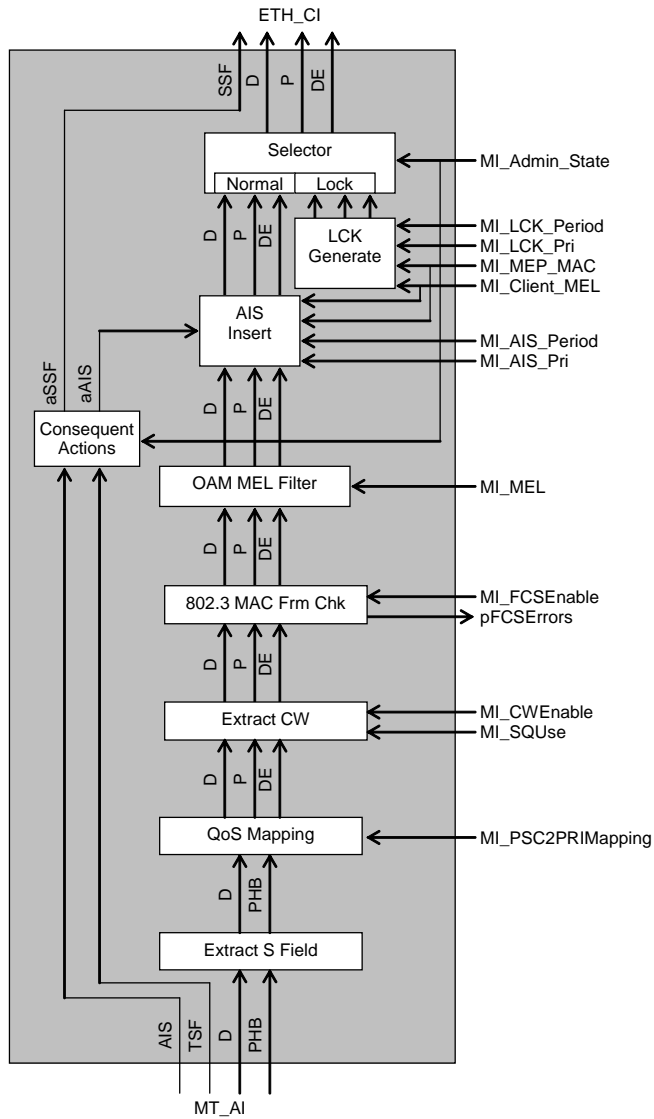 ETH_CI
SSF
D
P
DE
Selector
MI_Admin_State
Normal
Lock
D
P
DE
LCK
Generate
MI_LCK_Period
MI_LCK_Pri
MI_MEP_MAC
MI_Client_MEL
AIS
Insert
MI_AIS_Period
MI_AIS_Pri
aSSF
aAIS
D
P
DE
Consequent
Actions
OAM MEL Filter
MI_MEL
D
P
DE
802.3 MAC Frm Chk
MI_FCSEnable
pFCSErrors
D
P
DE
Extract CW
MI_CWEnable
MI_SQUse
D
P
DE
QoS Mapping
MI_PSC2PRIMapping
D
PHB
Extract S Field
AIS
TSF
D
PHB
MT_AI